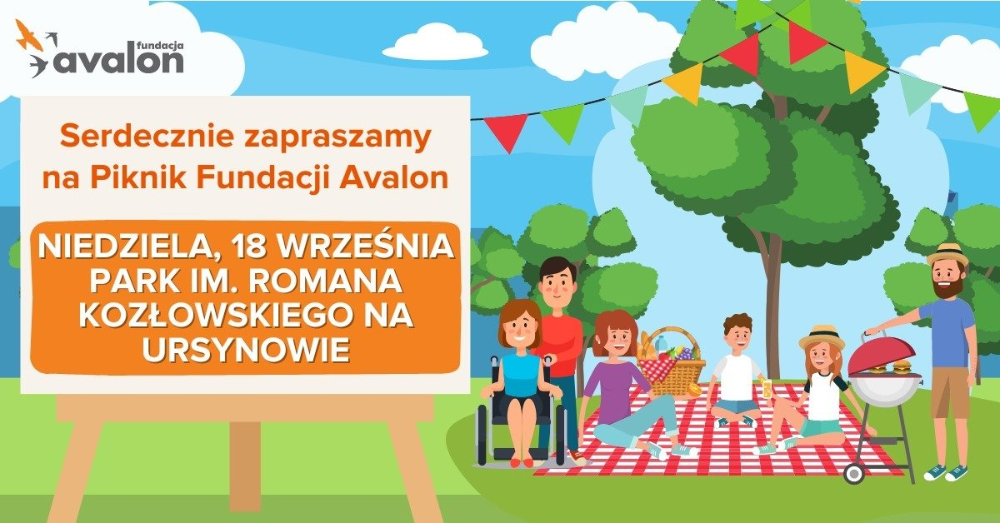 fundacja
avalon
Serdecznie zapraszamy
na Piknik Fundacji Avalon
NIEDZIELA, 18 WRZEŚNIA
PARK IM. ROMANA
KOZŁOWSKIEGO NA
URSYNOWIE